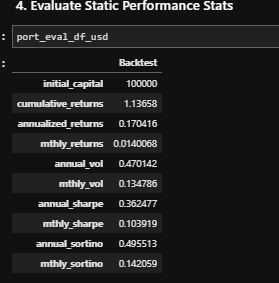 4. Evaluate Static Performance Stats
:
port_eval_df_usd
:
Backtest
initial_capital 100000
cumulative_returns 1.13658
annualized_returns 0.170416
mthly_returns 0.0140068
annual_vol 0.470142
mthly_vol 0.134786
annual_sharpe 0.362477
mthly_sharpe 0.103919
annual_sortino 0.495513
mthly_sortino 0.142059